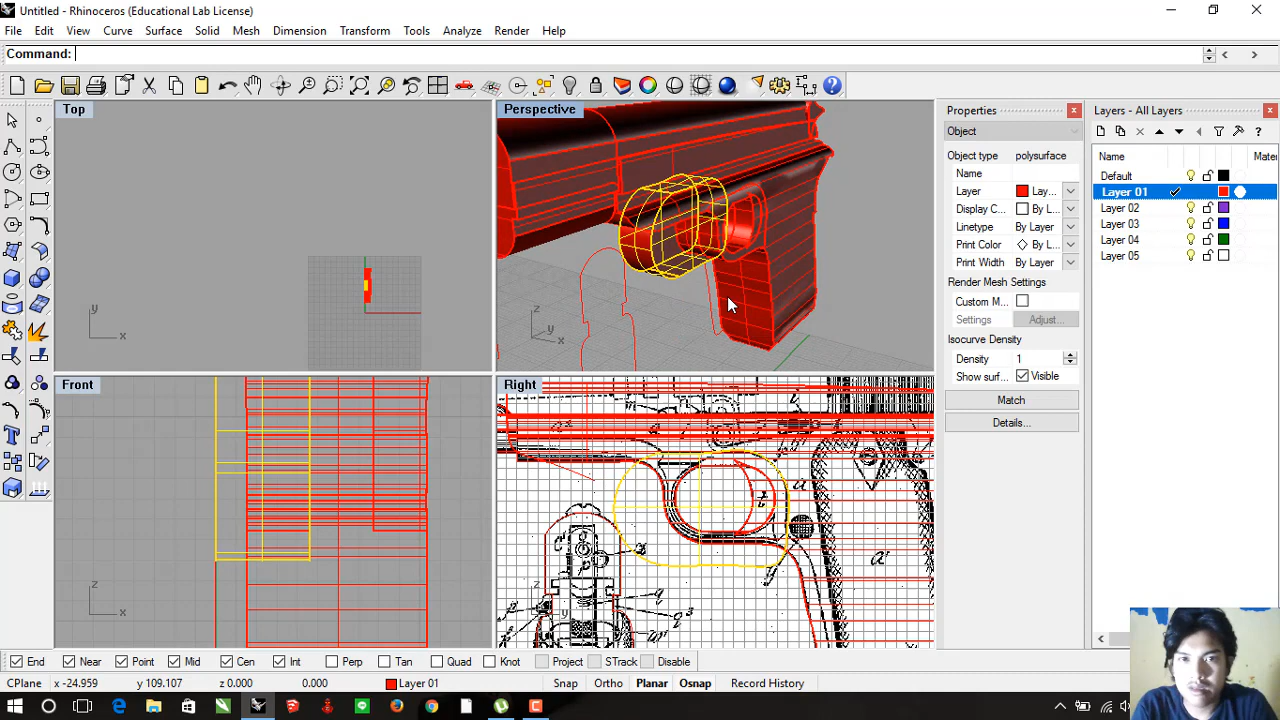 Untitled - Rhinoceros (Educational Lab License)
File Edit View Curve Surface Solid Mesh Dimension Transform Tools Analyze Render Help
Command:
Top
Perspective
Properties
Layers - All Layers
Object
Name Mater
Object type polysurface
Name
Layer Lay...
Display C... By L...
Linetype By Layer
Print Color By L...
Print Width By Layer
Render Mesh Settings
Custom M...
Settings Adjust...
Isocurve Density
Density 1
Show surf... Visible
Match
Details...
Default
Layer 01
Layer 02
Layer 03
Layer 04
Layer 05
y
x
z
y
x
Front
Right
z
x
z
y
a
a
a'
End Near Point Mid Cen Int Perp Tan Quad Knot Project STrack Disable
CPlane x -24.959 y 109.107 z 0.000 0.000 Layer 01 Snap Ortho Planar Osnap Record History